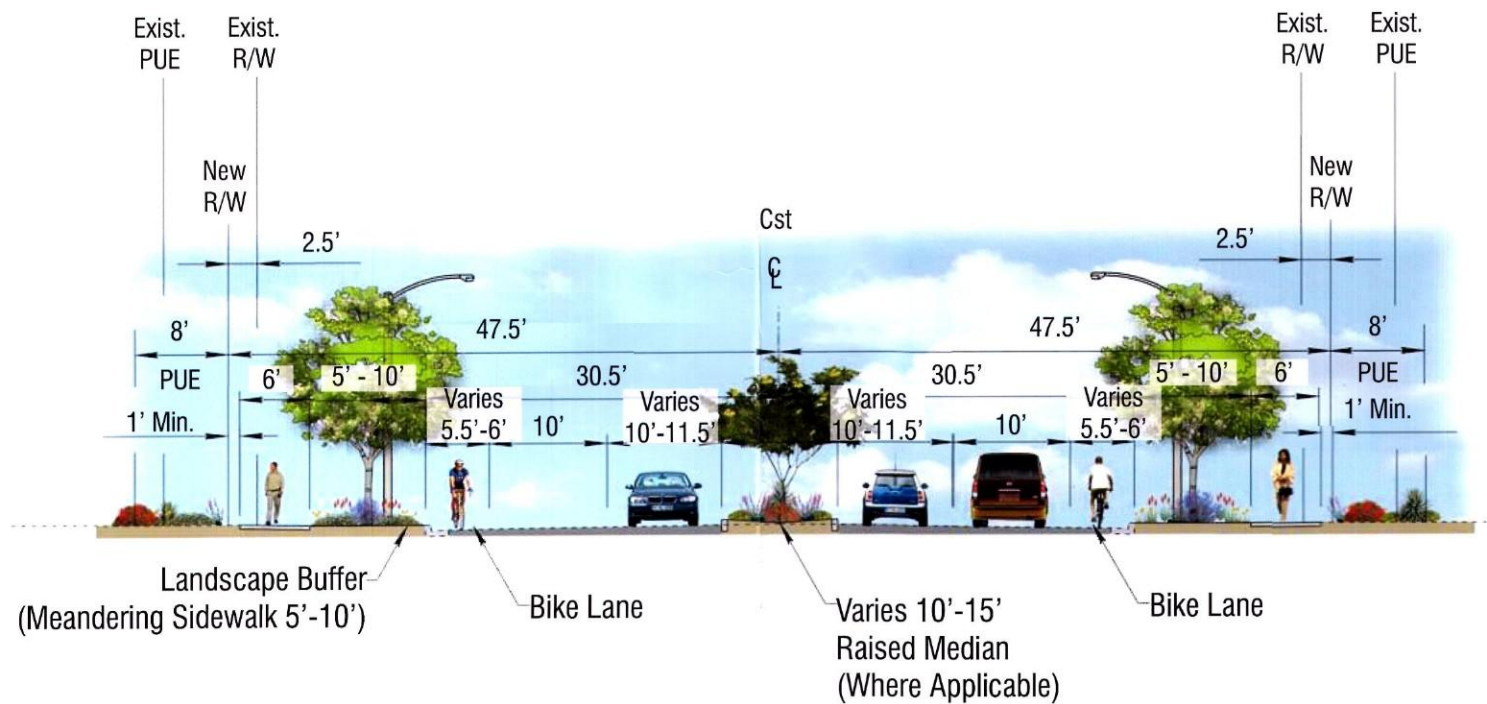 Exist.
PUE
Exist.
R/W
Exist.
R/W
Exist.
PUE
New
R/W
New
R/W
Cst
℄
2.5’
2.5’
8’
47.5’
47.5’
8’
PUE
6’
5’ - 10’
30.5’
30.5’
5’ - 10’
6’
PUE
1’ Min.
Varies
5.5’-6’
10’
Varies
10’-11.5’
Varies
10’-11.5’
10’
Varies
5.5’-6’
1’ Min.
Landscape Buffer
(Meandering Sidewalk 5’-10’)
Bike Lane
Varies 10’-15’
Raised Median
(Where Applicable)
Bike Lane